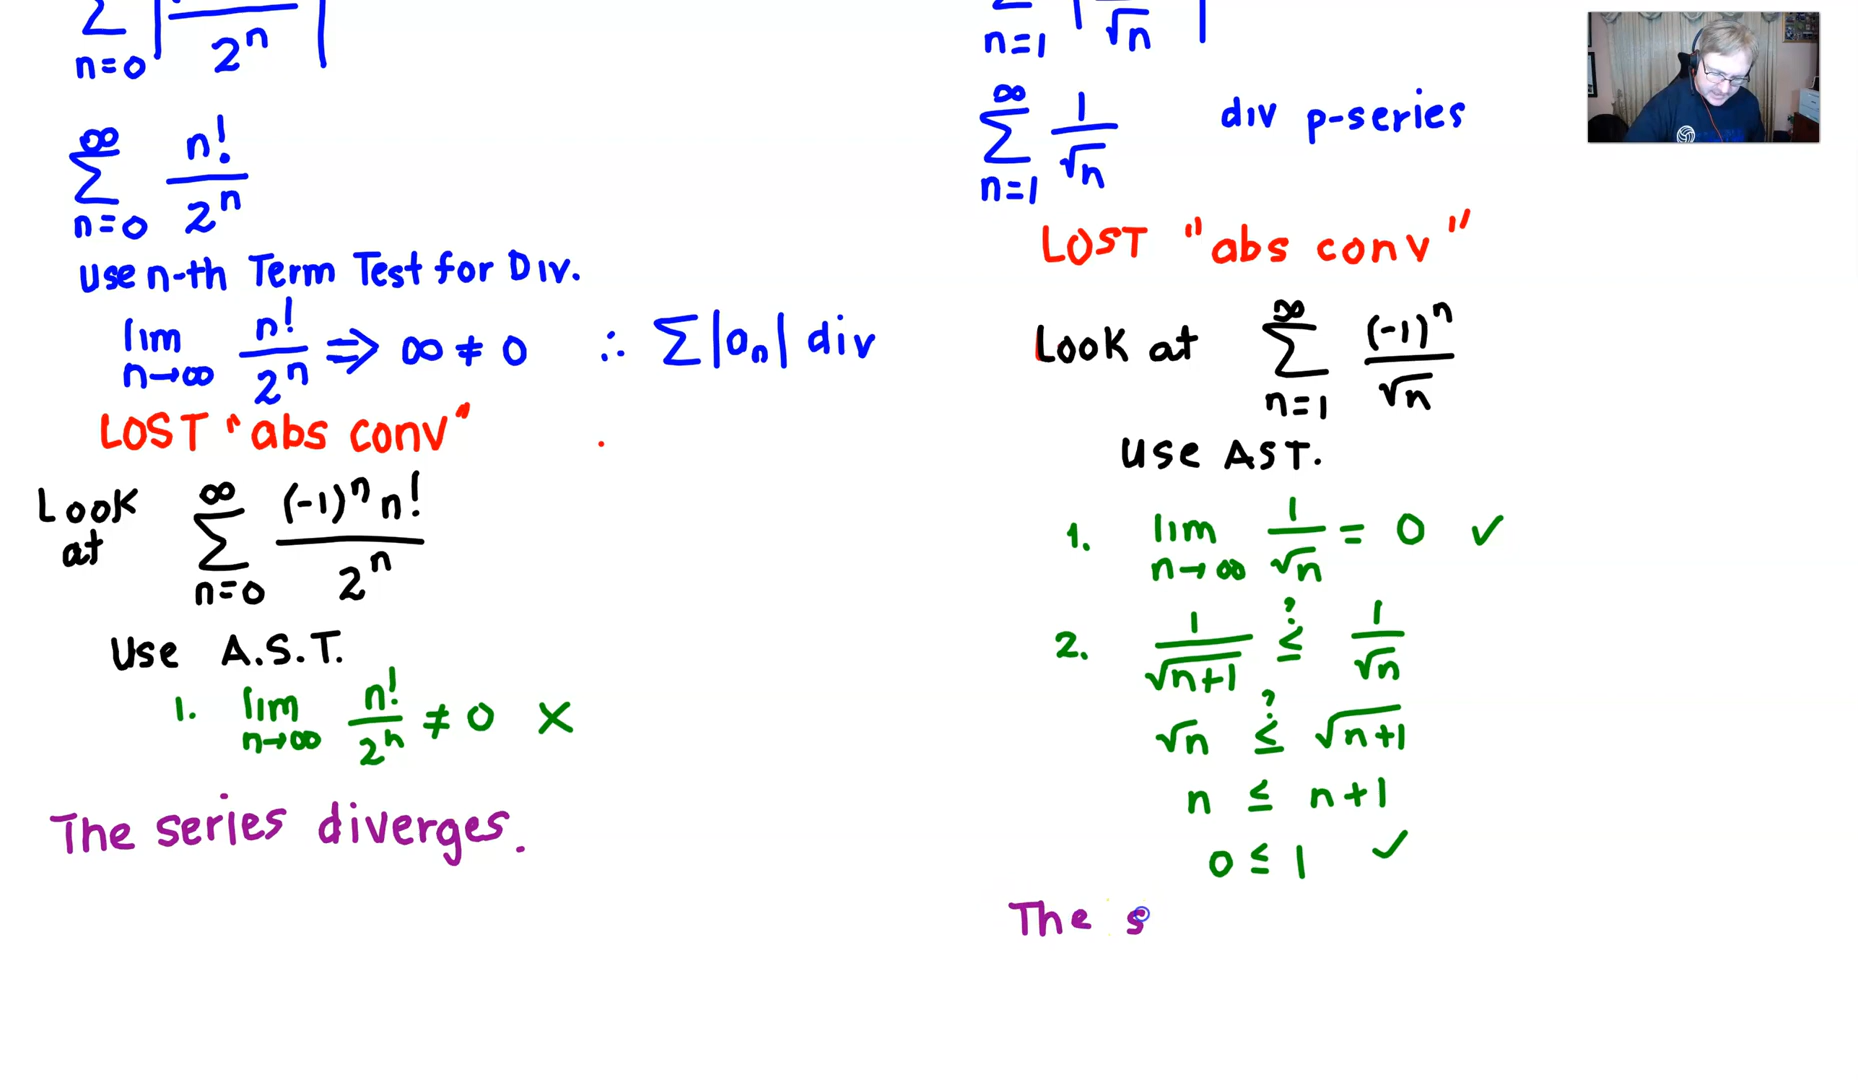 ∑ n=0 | 2^n |
∞ ∑ n=0 n! / 2^n
Use n-th Term Test for Div.
lim n→∞ n! / 2^n ⇒ ∞ ≠ 0 ∴ ∑ |a_n| div
LOST "abs conv"
Look at ∞ ∑ n=0 (-1)^n n! / 2^n
Use A.S.T.
1. lim n→∞ n! / 2^n ≠ 0 X
The series diverges.
∑ n=1 | √n |
∞ ∑ n=1 1 / √n div p-series
LOST "abs conv"
Look at ∞ ∑ n=1 (-1)^n / √n
Use AST.
1. lim n→∞ 1 / √n = 0 ✓
2. 1 / √n+1 ≤? 1 / √n
√n ≤? √n+1
n ≤ n+1
0 ≤ 1 ✓
The s